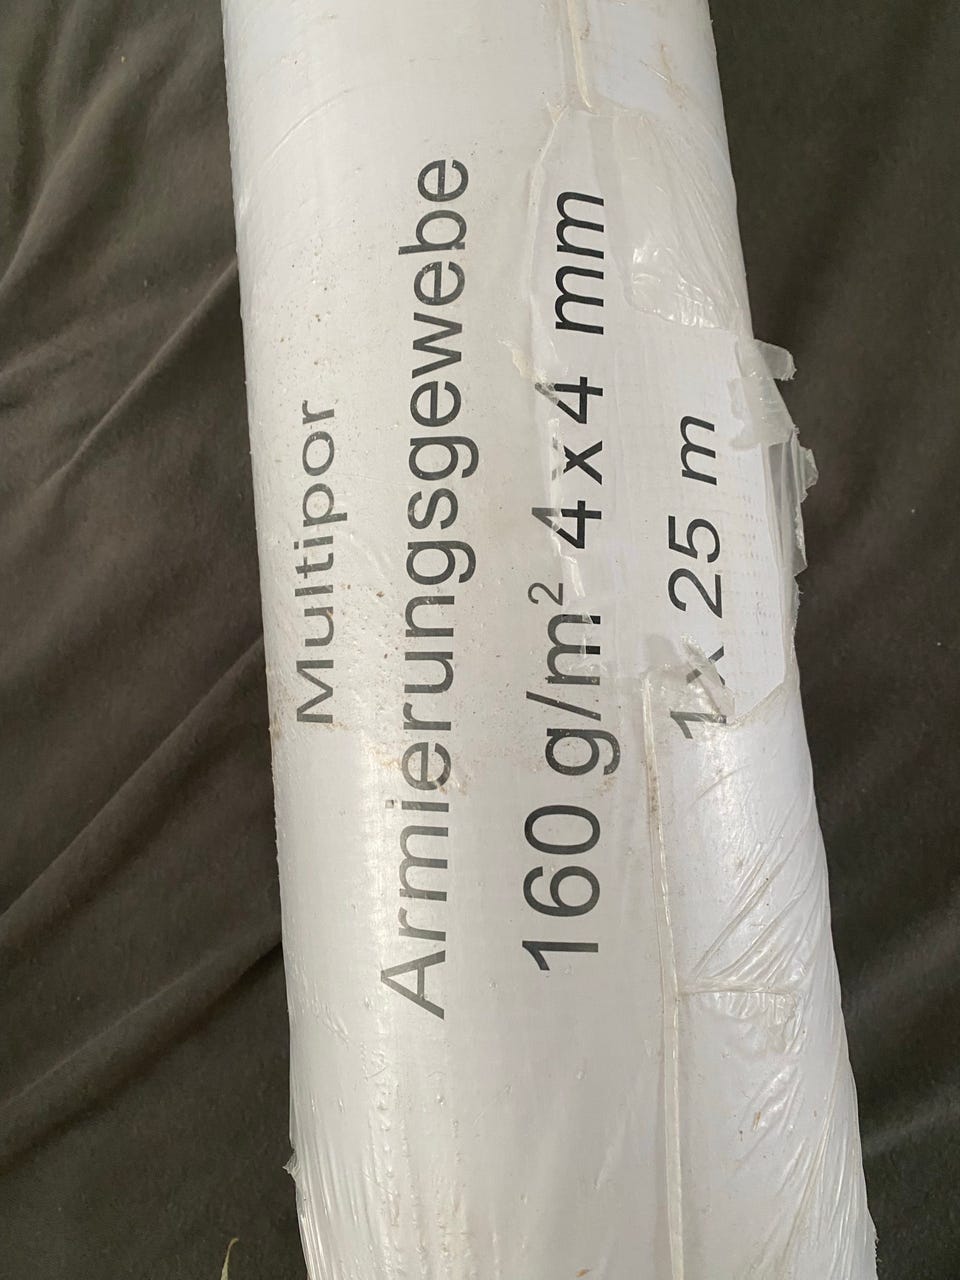 Multipor
Armierungsgewebe
160 g/m² 4 x 4 mm
1 x 25 m